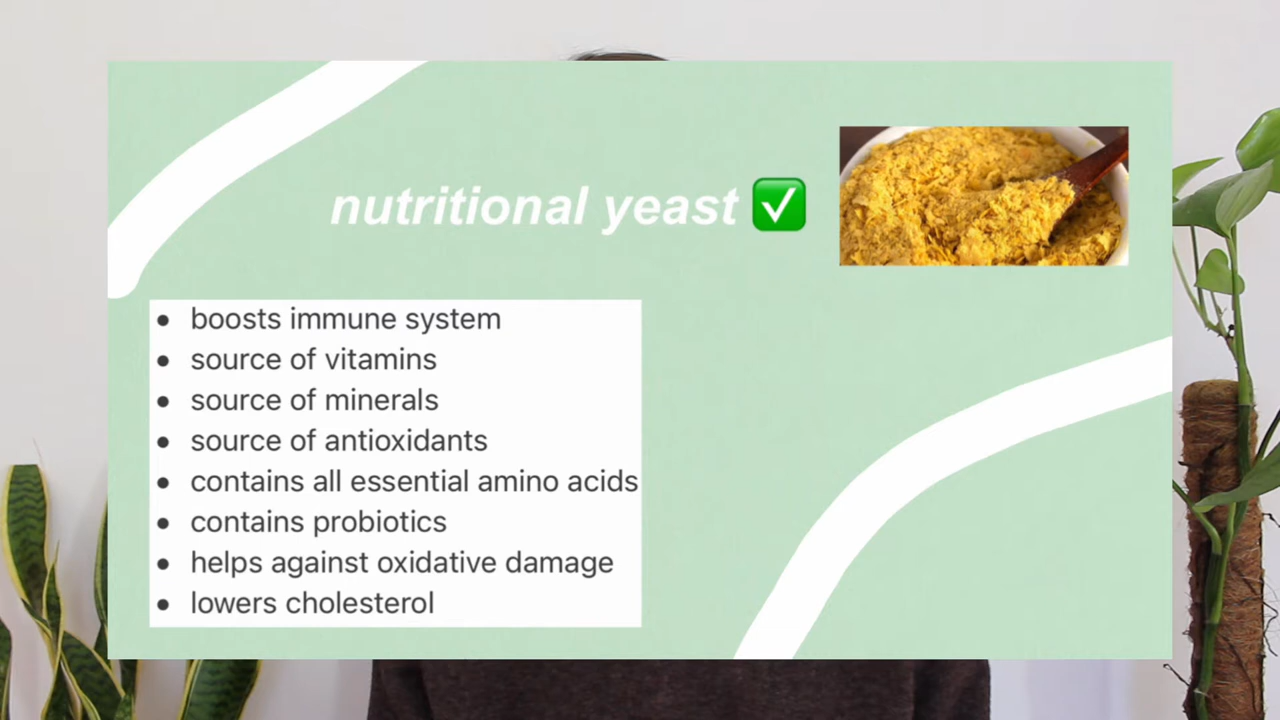 nutritional yeast ✅
• boosts immune system
• source of vitamins
• source of minerals
• source of antioxidants
• contains all essential amino acids
• contains probiotics
• helps against oxidative damage
• lowers cholesterol